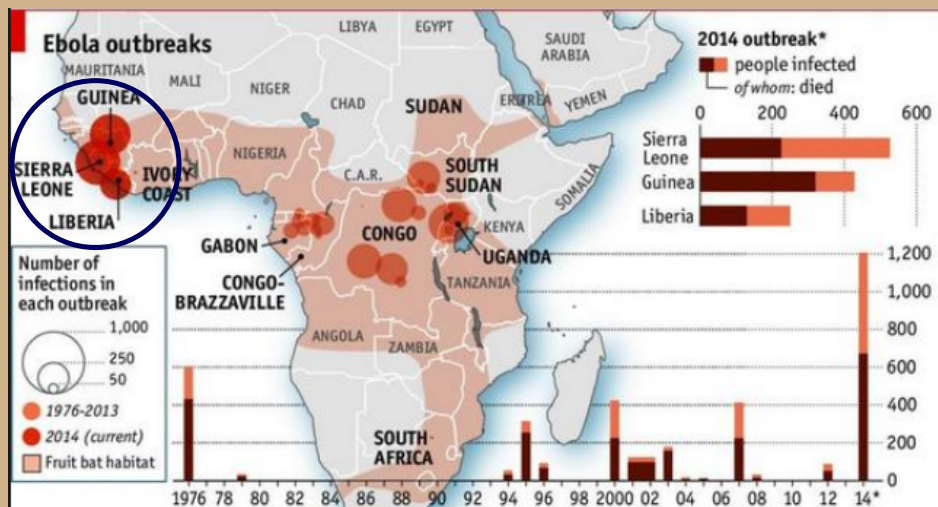 Ebola outbreaks
LIBYA
EGYPT
SAUDI
ARABIA
MAURITANIA
MALI
NIGER
CHAD
SUDAN
ERITREA
YEMEN
GUINEA
NIGERIA
SIERRA
LEONE
IVORY
COAST
C.A.R.
SOUTH
SUDAN
SOMALIA
LIBERIA
GABON
CONGO
KENYA
UGANDA
CONGO-
BRAZZAVILLE
TANZANIA
ANGOLA
ZAMBIA
SOUTH
AFRICA
2014 outbreak*
people infected
of whom: died
0 200 400 600
Sierra
Leone
Guinea
Liberia
Number of
infections in
each outbreak
1,000
250
50
1976-2013
2014 (current)
Fruit bat habitat
1,200
1,000
800
600
400
200
0
1976 78 80 82 84 86 88 90 92 94 96 98 2000 02 04 06 08 10 12 14*